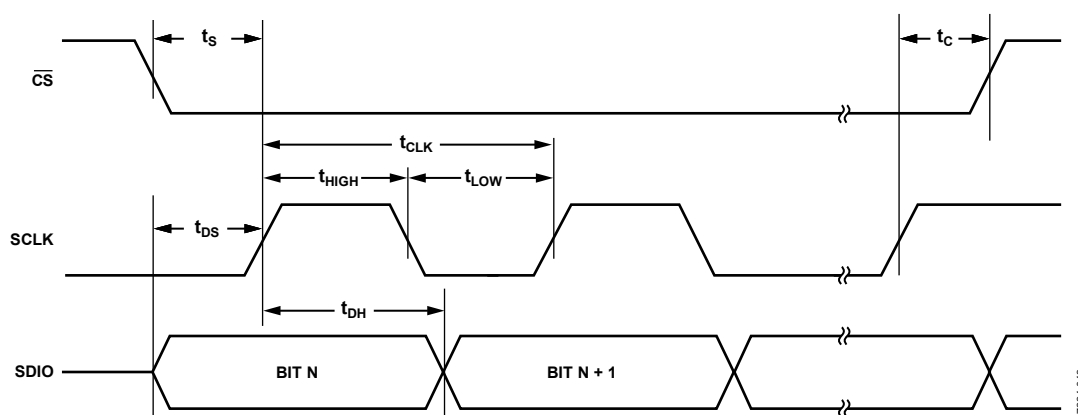 tS
tC
CS
tCLK
tHIGH
tLOW
tDS
SCLK
tDH
SDIO
BIT N
BIT N + 1